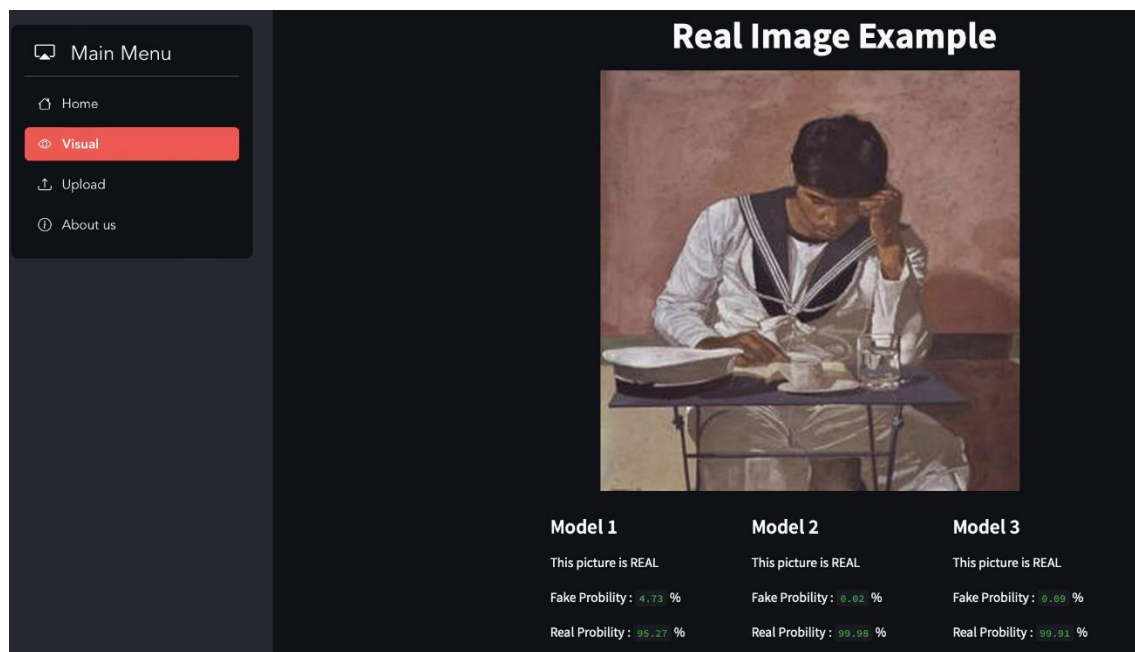 Main Menu
Home
Visual
Upload
About us
Real Image Example
Model 1
This picture is REAL
Fake Probility : 4.73 %
Real Probility : 95.27 %
Model 2
This picture is REAL
Fake Probility : 0.02 %
Real Probility : 99.98 %
Model 3
This picture is REAL
Fake Probility : 0.09 %
Real Probility : 99.91 %